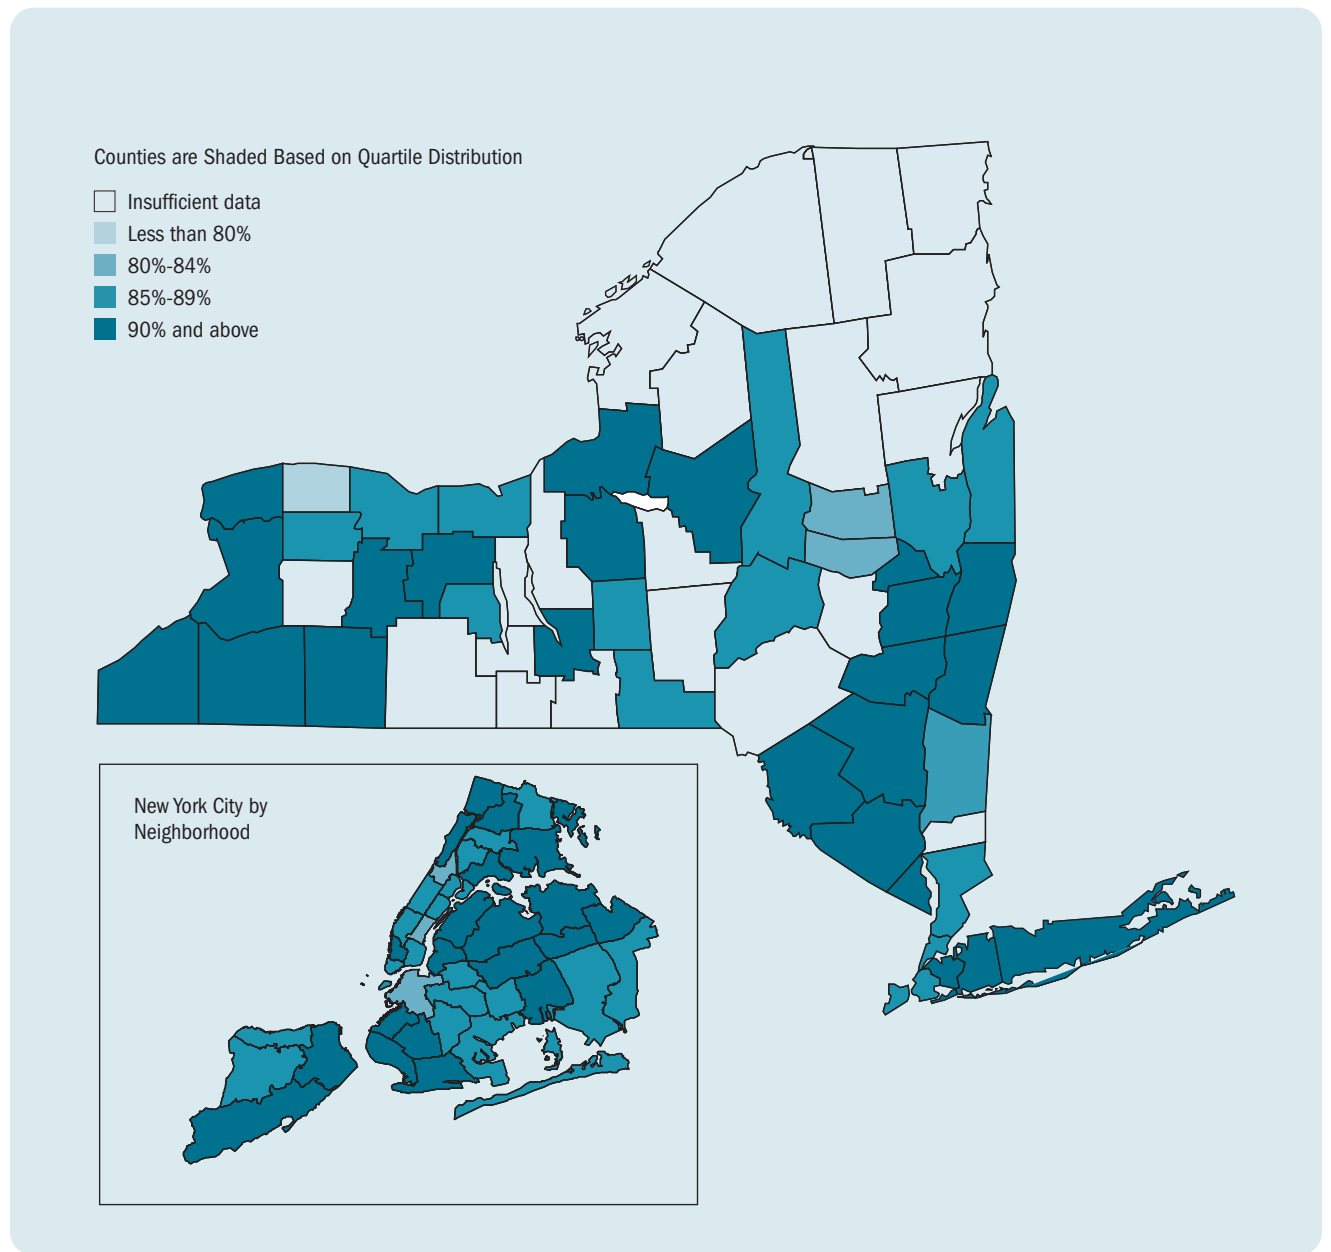 Counties are Shaded Based on Quartile Distribution
Insufficient data
Less than 80%
80%-84%
85%-89%
90% and above
New York City by
Neighborhood